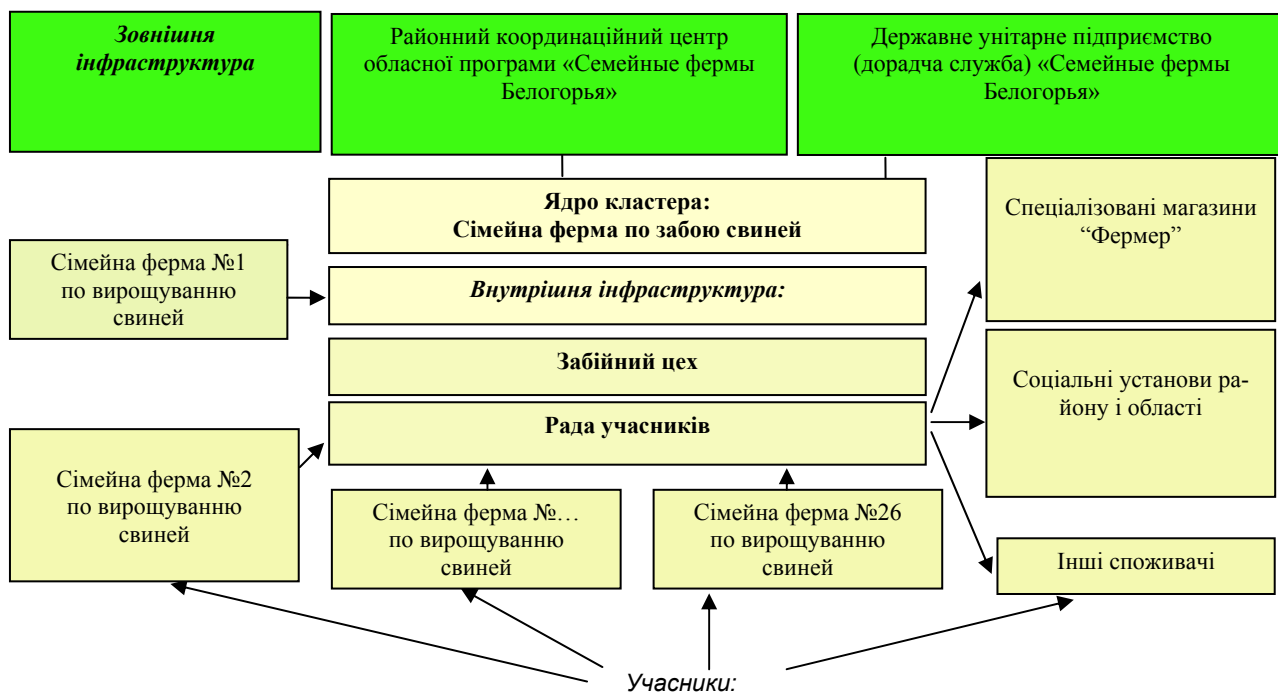 Зовнішня
інфраструктура
Районний координаційний центр
обласної програми «Семейные фермы
Белогорья»
Державне унітарне підприємство
(дорадча служба) «Семейные фермы
Белогорья»
Ядро кластера:
Сімейна ферма по забою свиней
Спеціалізовані магазини
“Фермер”
Сімейна ферма №1
по вирощуванню
свиней
Внутрішня інфраструктура:
Забійний цех
Соціальні установи ра-
йону і області
Рада учасників
Сімейна ферма №2
по вирощуванню
свиней
Сімейна ферма №…
по вирощуванню
свиней
Сімейна ферма №26
по вирощуванню
свиней
Інші споживачі
Учасники: